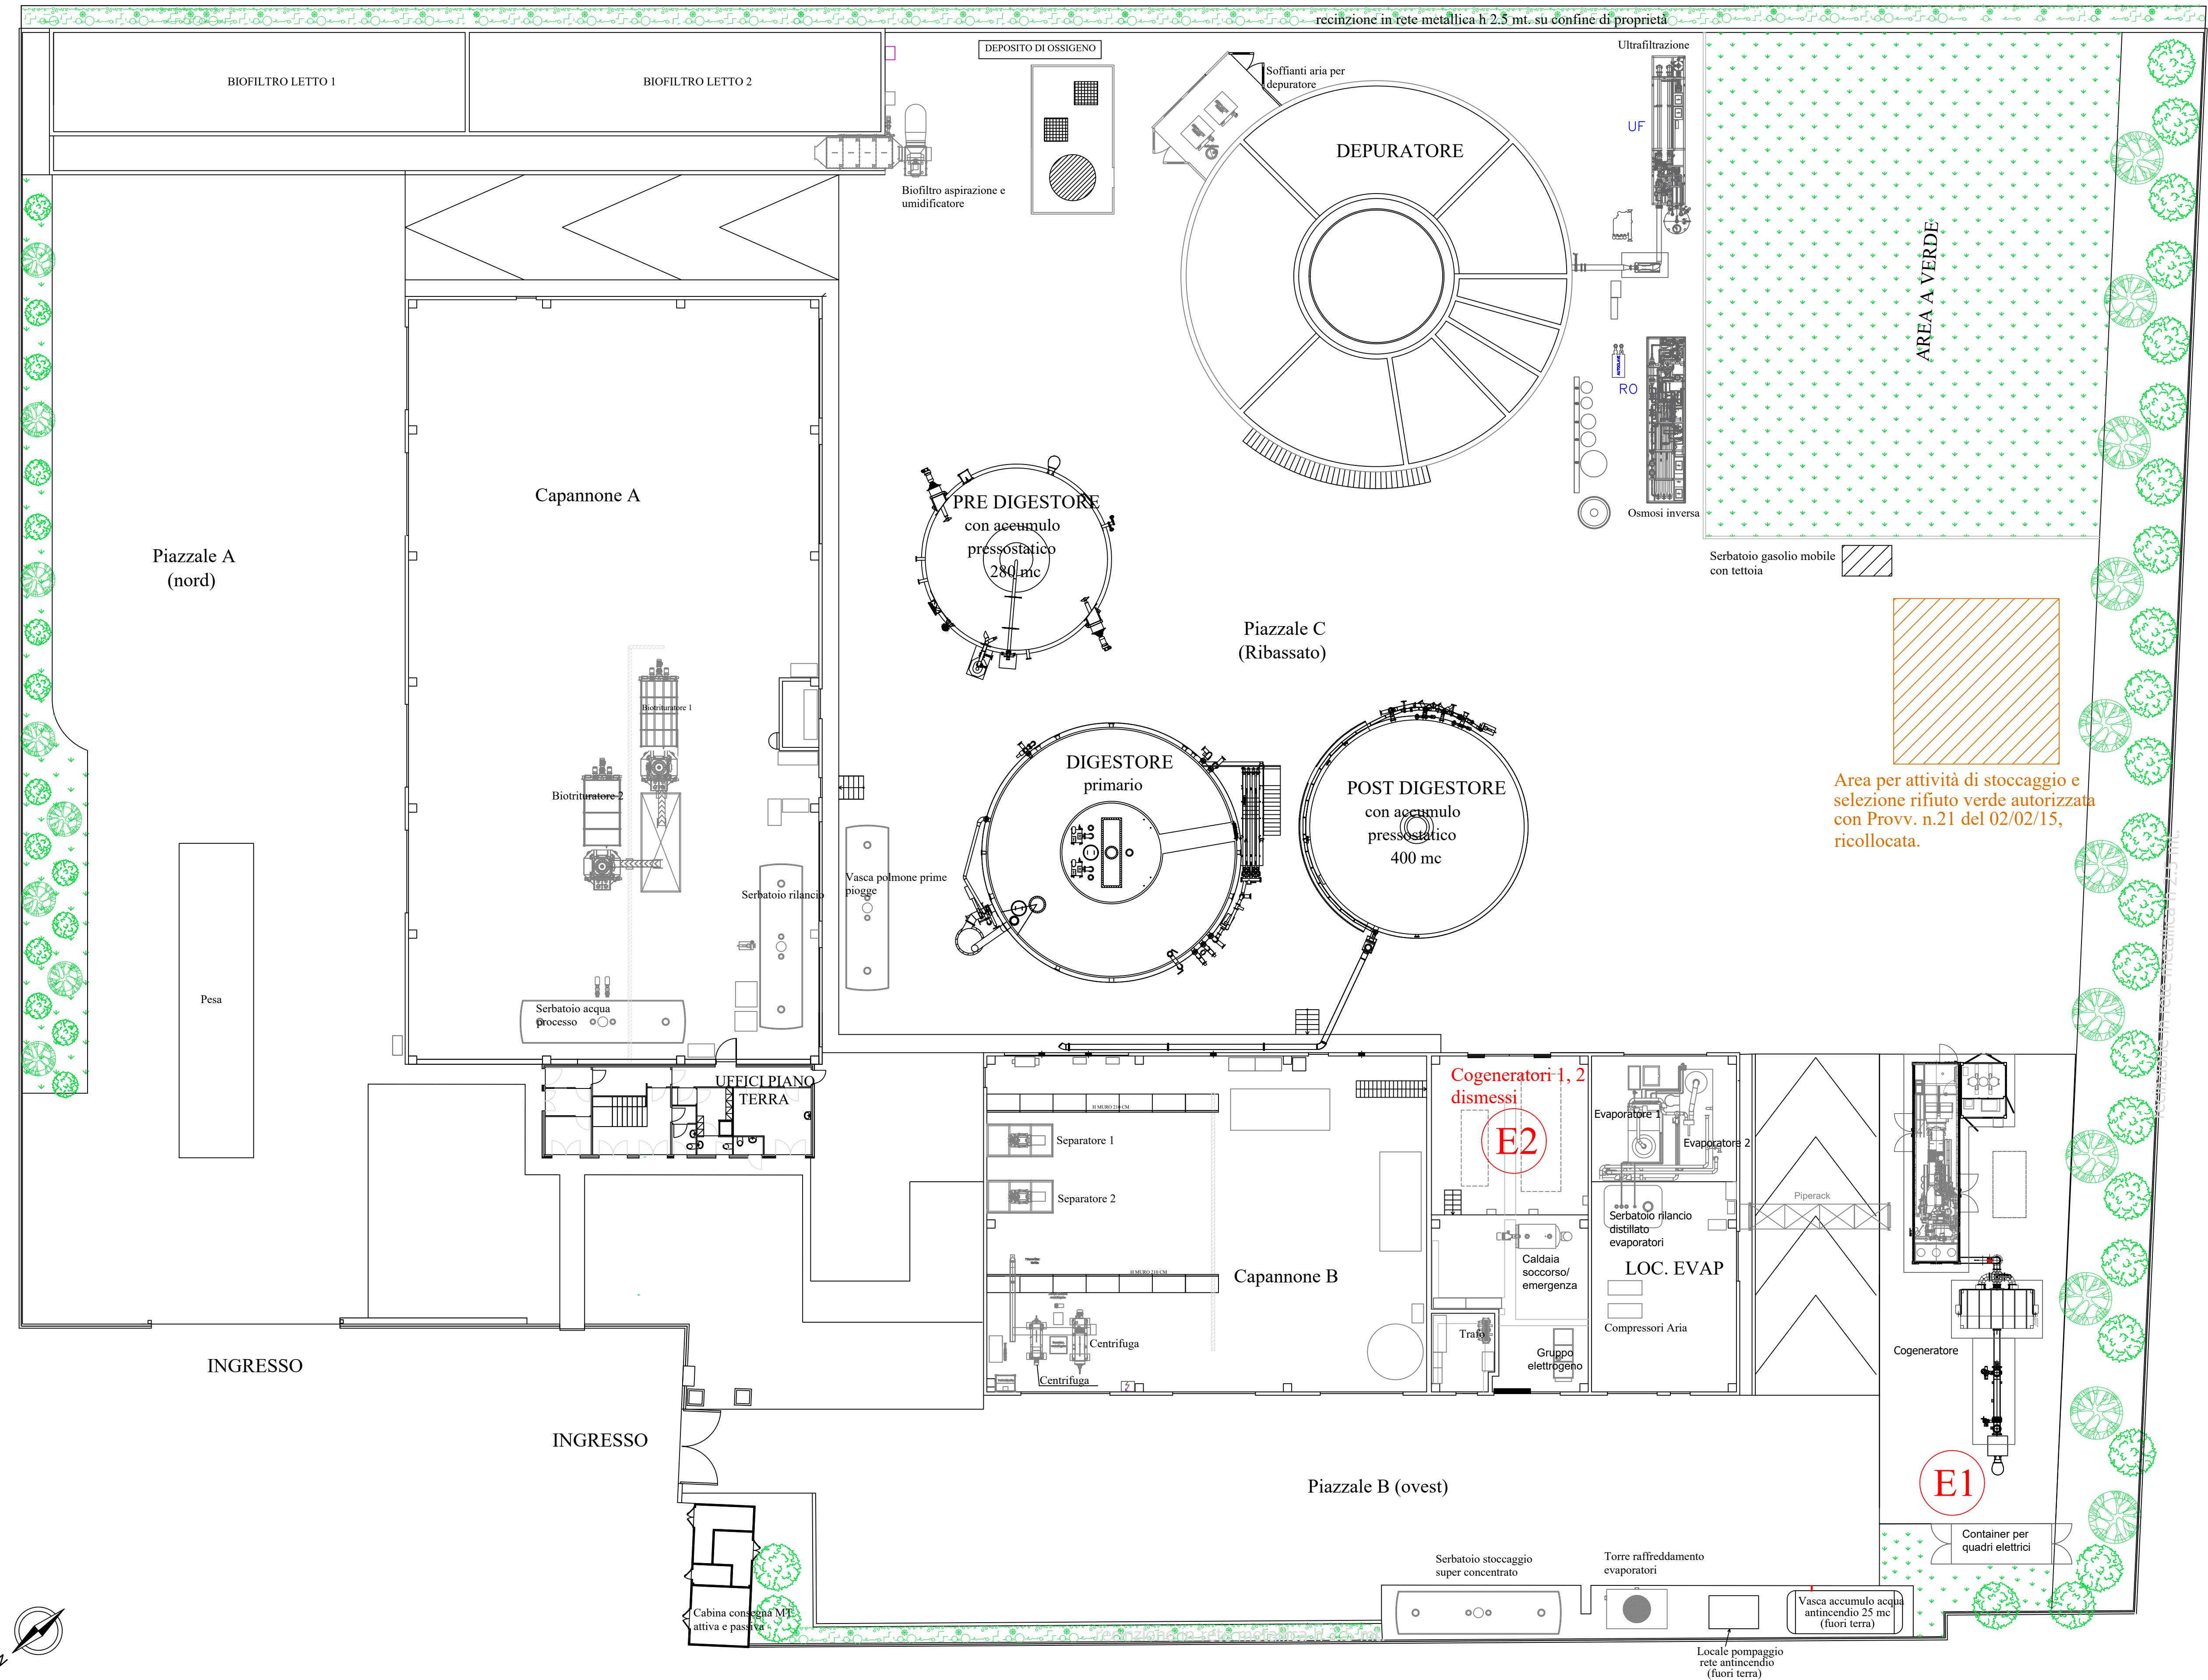 recinzione in rete metallica h 2.5 mt. su confine di proprietà
BIOFILTRO LETTO 1
BIOFILTRO LETTO 2
DEPOSITO DI OSSIGENO
Soffianti aria per
depuratore
Ultrafiltrazione
UF
DEPURATORE
Biofiltro aspirazione e
umidificatore
AREA A VERDE
AUTOCLAVE
RO
Osmosi inversa
Capannone A
PRE DIGESTORE
con accumulo
pressostatico
280 mc
Piazzale A
(nord)
Serbatoio gasolio mobile
con tettoia
Piazzale C
(Ribassato)
Biotrituratore 1
Biotrituratore 2
DIGESTORE
primario
POST DIGESTORE
con accumulo
pressostatico
400 mc
Area per attività di stoccaggio e
selezione rifiuto verde autorizzata
con Provv. n.21 del 02/02/15,
ricollocata.
Serbatoio rilancio
Vasca polmone prime
piogge
Pesa
Serbatoio acqua
processo
UFFICI PIANO
TERRA
H MURO 210 CM
Separatore 1
Separatore 2
H MURO 210 CM
Capannone B
Centrifuga
Centrifuga
Cogeneratori 1, 2
dismessi
E2
Evaporatore 1
Evaporatore 2
Piperack
Serbatoio rilancio
distillato
evaporatori
Caldaia
soccorso/
emergenza
LOC. EVAP
Compressori Aria
Trafo
Gruppo
elettrogeno
Cogeneratore
INGRESSO
INGRESSO
Piazzale B (ovest)
E1
Container per
quadri elettrici
Serbatoio stoccaggio
super concentrato
Torre raffreddamento
evaporatori
Vasca accumulo acqua
antincendio 25 mc
(fuori terra)
Cabina consegna MT
attiva e passiva
Locale pompaggio
rete antincendio
(fuori terra)